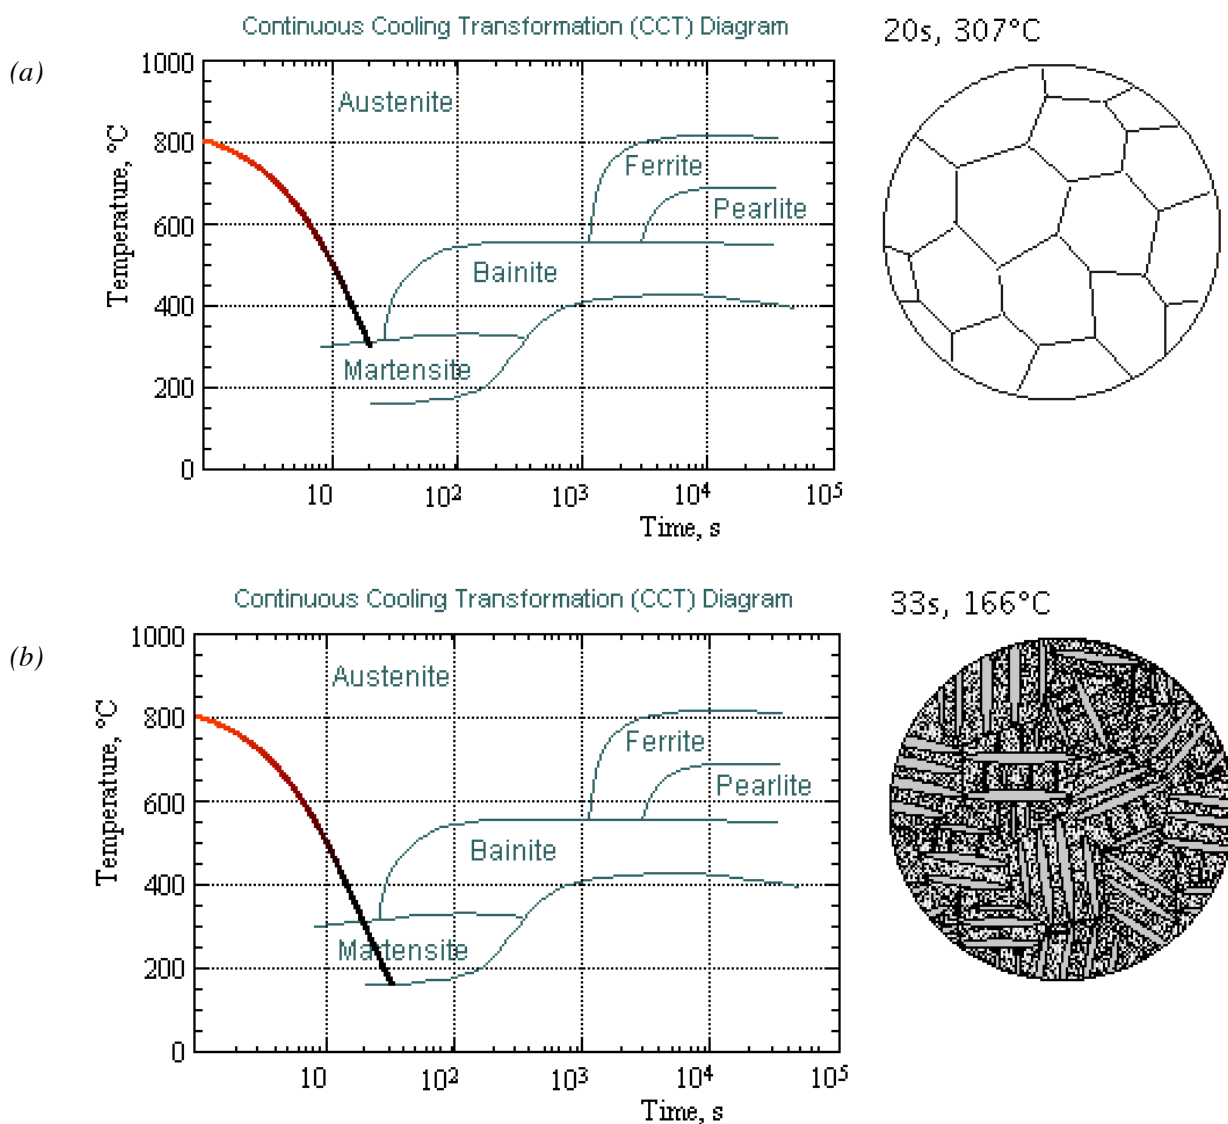 Continuous Cooling Transformation (CCT) Diagram
20s, 307°C
(a)
1000
800
600
400
200
0
Temperature, °C
Austenite
Ferrite
Pearlite
Bainite
Martensite
10
10²
10³
10⁴
10⁵
Time, s
Continuous Cooling Transformation (CCT) Diagram
33s, 166°C
(b)
1000
800
600
400
200
0
Temperature, °C
Austenite
Ferrite
Pearlite
Bainite
Martensite
10
10²
10³
10⁴
10⁵
Time, s